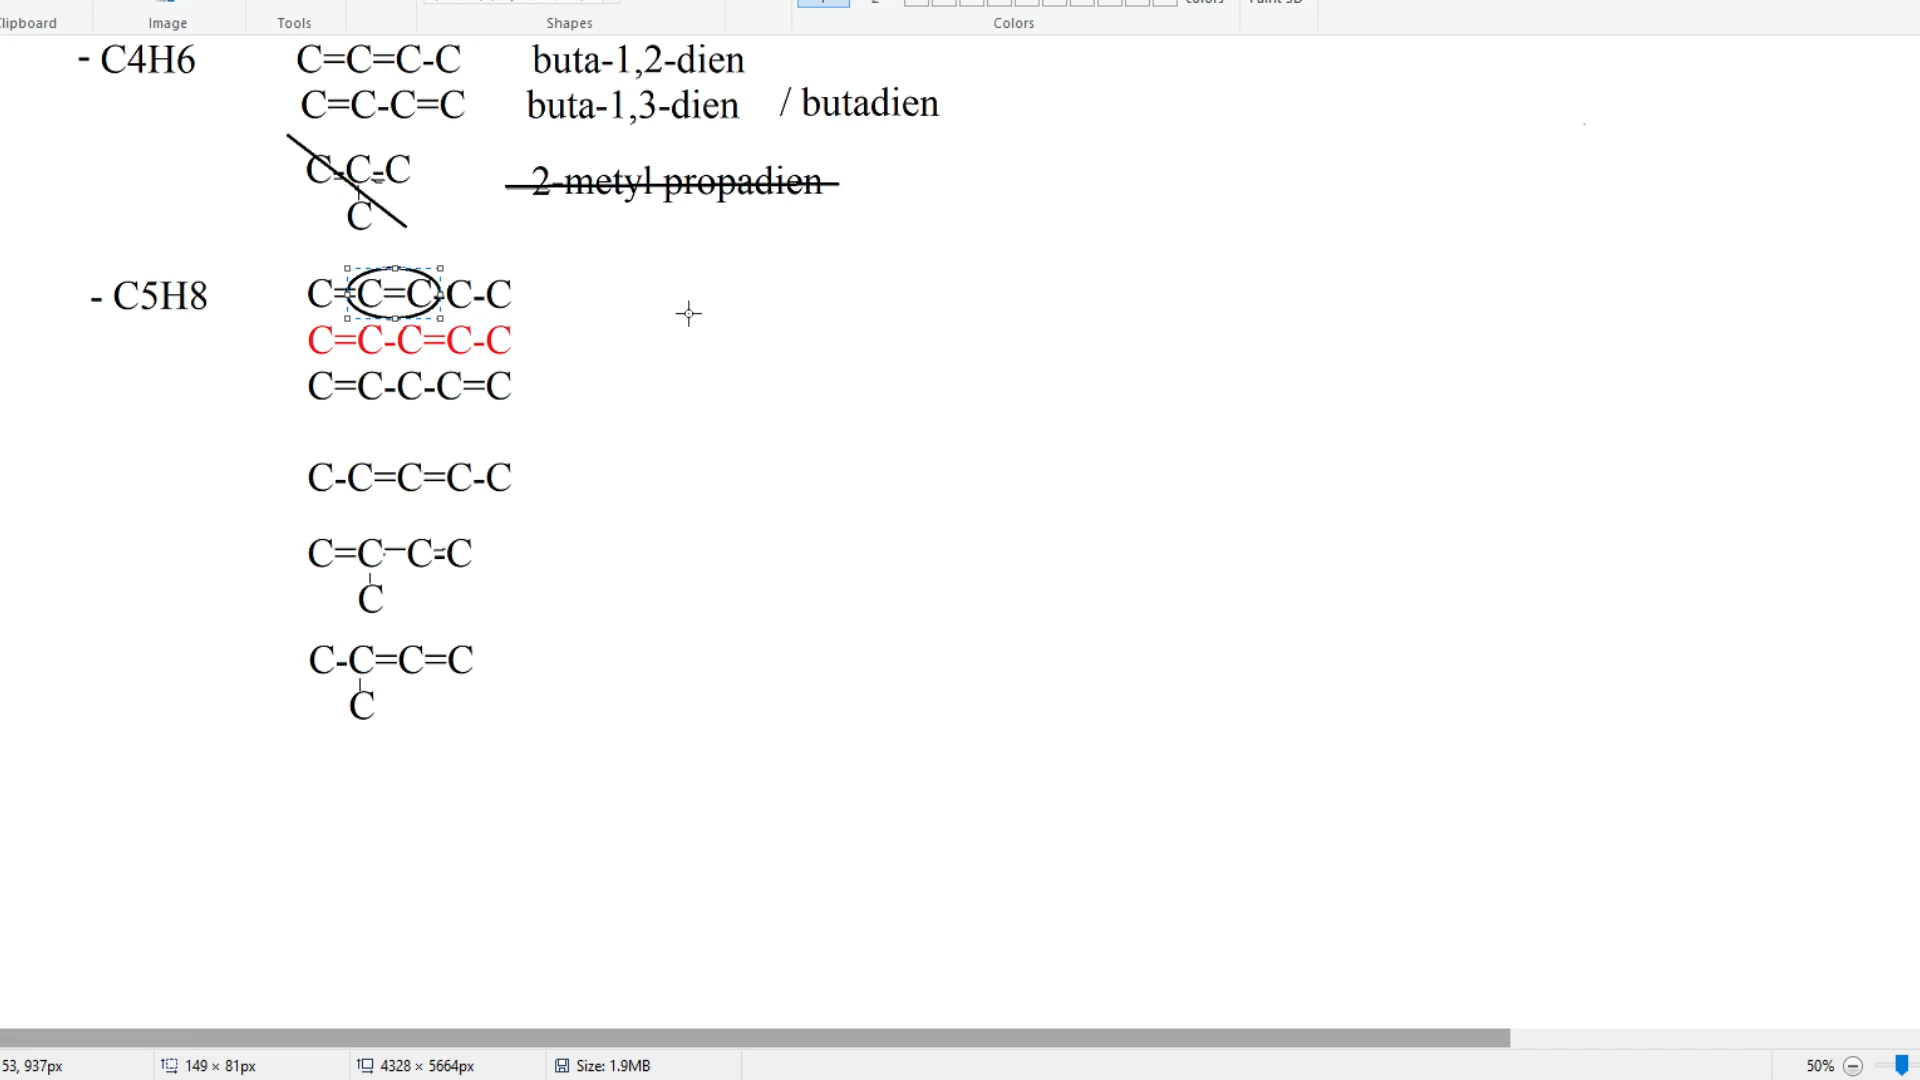 Clipboard Image Tools Shapes Colors
- C4H6 C=C=C-C buta-1,2-dien
C=C-C=C buta-1,3-dien / butadien
C-C-C 2-metyl propadien
C
- C5H8 C=C=C-C-C
C=C-C=C-C
C=C-C-C=C
C-C=C=C-C
C=C-C=C
C
C-C=C=C
C
53, 937px 149 × 81px 4328 × 5664px Size: 1.9MB 50%